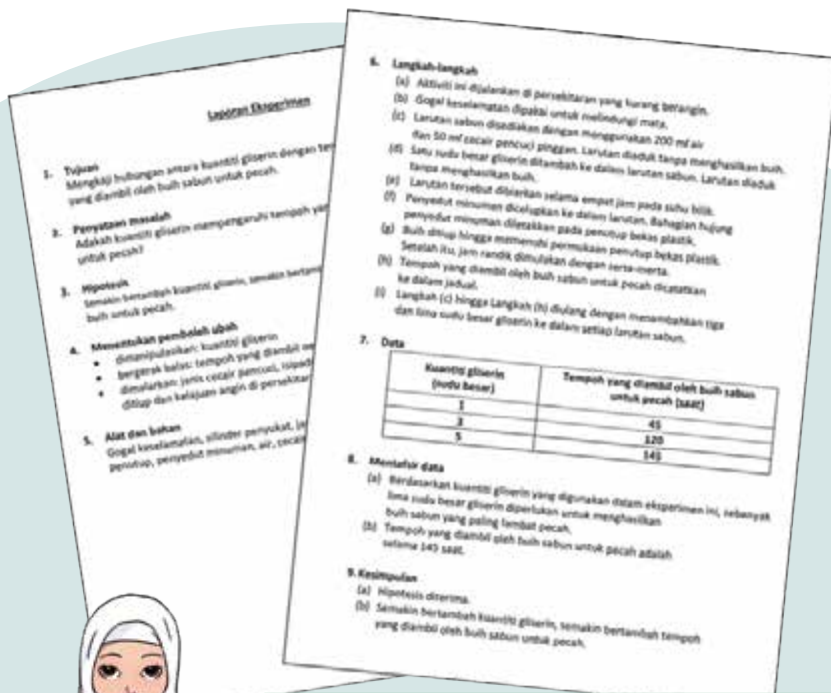 Laporan Eksperimen
1. Tujuan
Mengkaji hubungan antara kuantiti gliserin dengan
yang diambil oleh buih sabun untuk pecah.
2. Penyataan masalah
Adakah kuantiti gliserin mempengaruhi tempoh
untuk pecah?
3. Hipotesis
Semakin bertambah kuantiti gliserin, semakin
buih untuk pecah.
4. Menentukan pemboleh ubah
• dimanipulasikan: kuantiti gliserin
• bergerak balas: tempoh yang diambil
• dimalarkan: jenis cecair pencuci,
ditiup dan kelajuan angin di
5. Alat dan bahan
Gogal keselamatan, silinder penyukat,
penutup, penyedut minuman, air,
6. Langkah-langkah
(a) Aktiviti ini dijalankan di persekitaran yang kurang berangin.
(b) Gogal keselamatan dipakai untuk melindungi mata.
(c) Larutan sabun disediakan dengan menggunakan 200 ml air
dan 50 ml cecair pencuci pinggan. Larutan diaduk tanpa menghasilkan buih.
(d) Satu sudu besar gliserin ditambah ke dalam larutan sabun. Larutan diaduk
tanpa menghasilkan buih.
(e) Larutan tersebut dibiarkan selama empat jam pada suhu bilik.
(f) Penyedut minuman dicelupkan ke dalam larutan. Bahagian hujung
penyedut minuman diletakkan pada penutup bekas plastik.
(g) Buih ditiup hingga memenuhi permukaan penutup bekas plastik.
Setelah itu, jam randik dimulakan dengan serta-merta.
(h) Tempoh yang diambil oleh buih sabun untuk pecah dicatatkan
ke dalam jadual.
(i) Langkah (c) hingga Langkah (h) diulang dengan menambahkan tiga
dan lima sudu besar gliserin ke dalam setiap larutan sabun.
7. Data
Kuantiti gliserin Tempoh yang diambil oleh buih sabun
(sudu besar) untuk pecah (saat)
1 45
3 120
5 145
8. Mentafsir data
(a) Berdasarkan kuantiti gliserin yang digunakan dalam eksperimen ini, sebanyak
lima sudu besar gliserin diperlukan untuk menghasilkan
buih sabun yang paling lambat pecah.
(b) Tempoh yang diambil oleh buih sabun untuk pecah adalah
selama 145 saat.
9. Kesimpulan
(a) Hipotesis diterima.
(b) Semakin bertambah kuantiti gliserin, semakin bertambah tempoh
yang diambil oleh buih sabun untuk pecah.